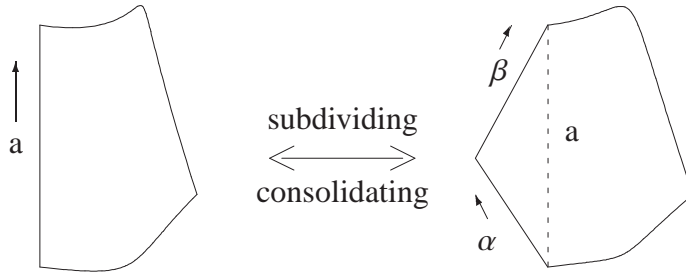 a
subdividing
consolidating
β
a
α